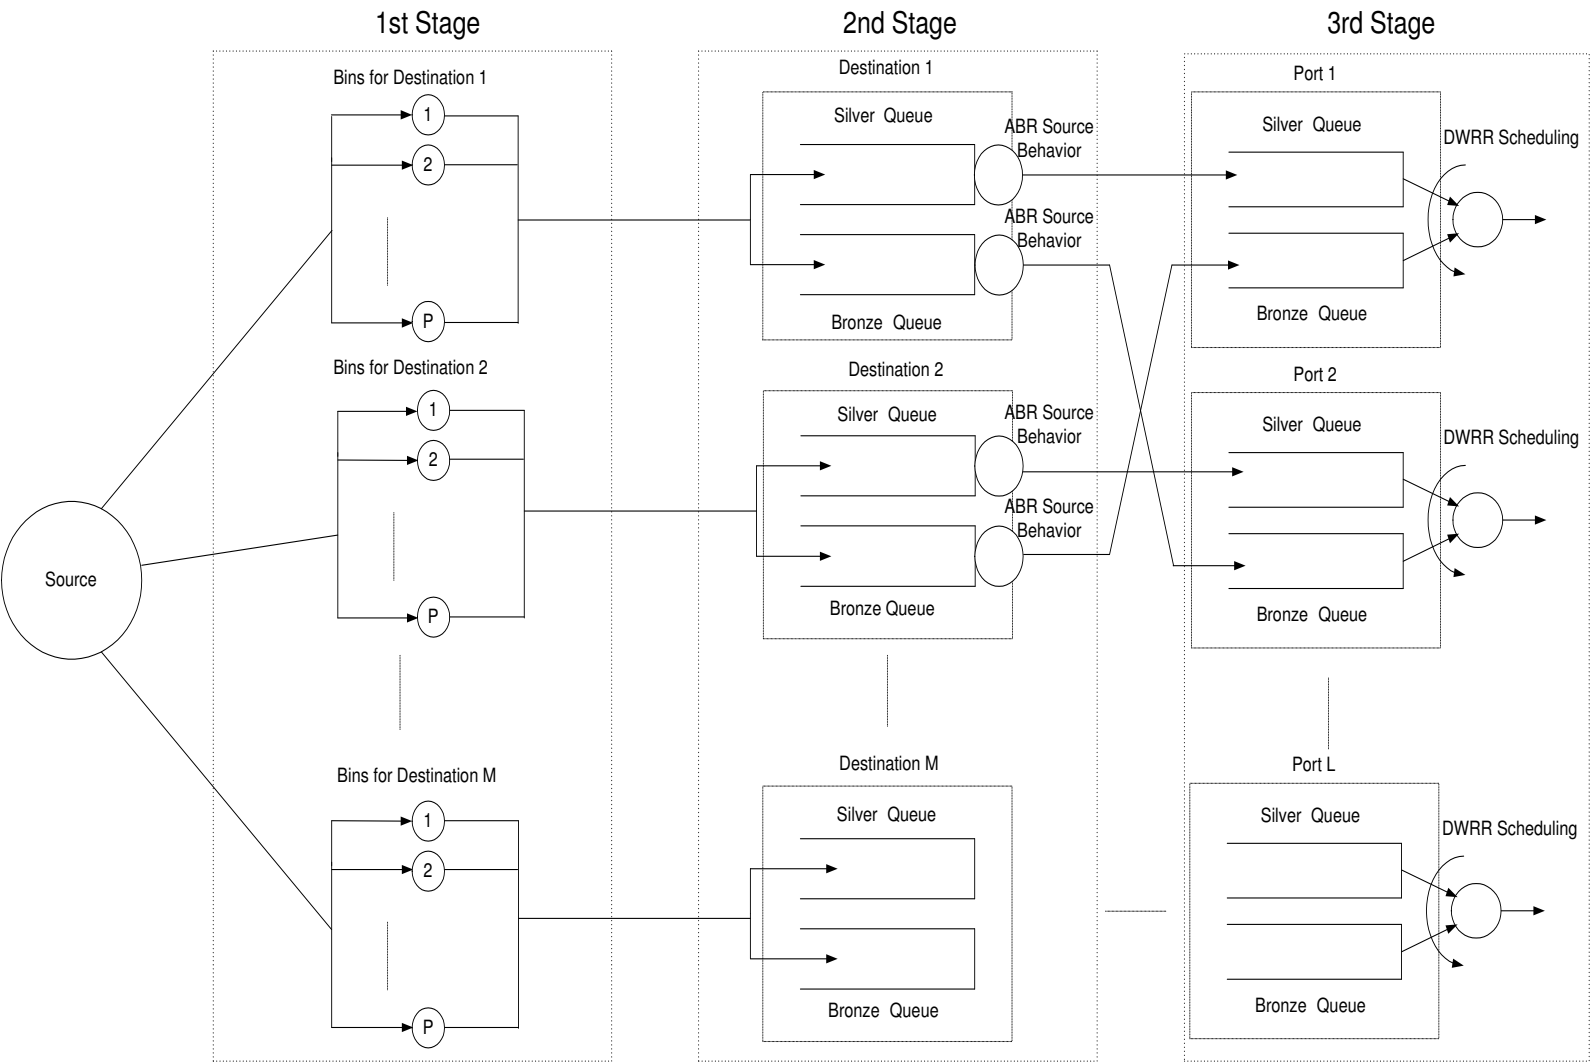 1st Stage
2nd Stage
3rd Stage
Bins for Destination 1
1
2
P
Bins for Destination 2
1
2
P
Source
Bins for Destination M
1
2
P
Destination 1
Silver Queue
ABR Source
Behavior
ABR Source
Behavior
Bronze Queue
Destination 2
Silver Queue
ABR Source
Behavior
ABR Source
Behavior
Bronze Queue
Destination M
Silver Queue
Bronze Queue
Port 1
Silver Queue
DWRR Scheduling
Bronze Queue
Port 2
Silver Queue
DWRR Scheduling
Bronze Queue
Port L
Silver Queue
DWRR Scheduling
Bronze Queue